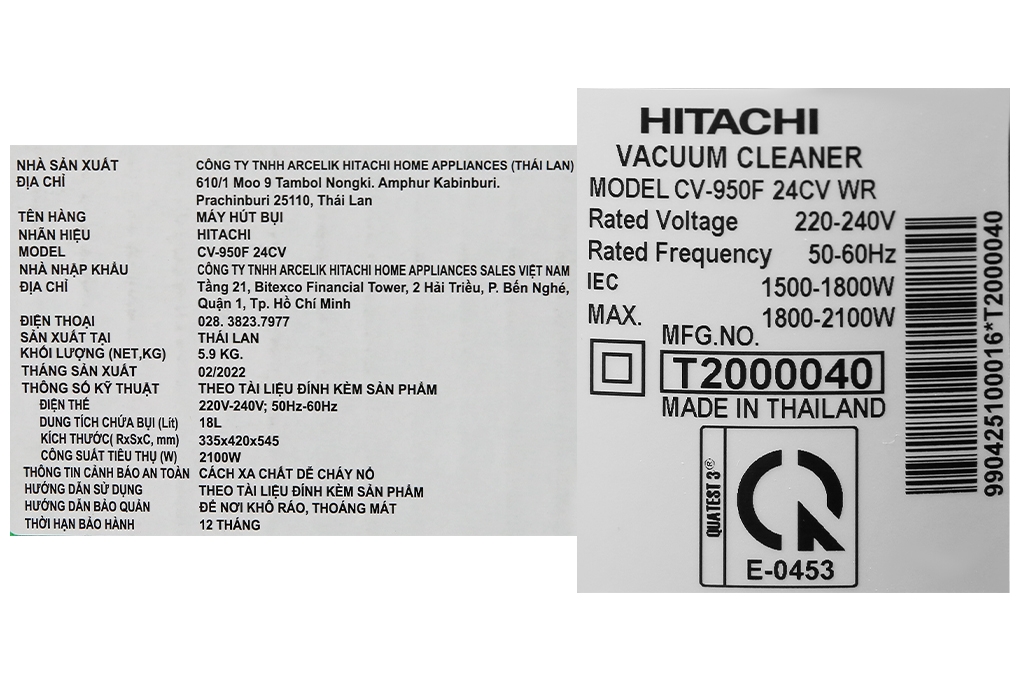 NHÀ SẢN XUẤT CÔNG TY TNHH ARCELIK HITACHI HOME APPLIANCES (THÁI LAN)
ĐỊA CHỈ 610/1 Moo 9 Tambol Nongki. Amphur Kabinburi.
Prachinburi 25110, Thái Lan
TÊN HÀNG MÁY HÚT BỤI
NHÃN HIỆU HITACHI
MODEL CV-950F 24CV
NHÀ NHẬP KHẨU CÔNG TY TNHH ARCELIK HITACHI HOME APPLIANCES SALES VIỆT NAM
ĐỊA CHỈ Tầng 21, Bitexco Financial Tower, 2 Hải Triều, P. Bến Nghé,
Quận 1, Tp. Hồ Chí Minh
ĐIỆN THOẠI 028. 3823.7977
SẢN XUẤT TẠI THÁI LAN
KHỐI LƯỢNG (NET,KG) 5.9 KG.
THÁNG SẢN XUẤT 02/2022
THÔNG SỐ KỸ THUẬT THEO TÀI LIỆU ĐÍNH KÈM SẢN PHẨM
ĐIỆN THẾ 220V-240V; 50Hz-60Hz
DUNG TÍCH CHỨA BỤI (Lít) 18L
KÍCH THƯỚC( RxSxC, mm) 335x420x545
CÔNG SUẤT TIÊU THỤ (W) 2100W
THÔNG TIN CẢNH BÁO AN TOÀN CÁCH XA CHẤT DỄ CHÁY NỔ
HƯỚNG DẪN SỬ DỤNG THEO TÀI LIỆU ĐÍNH KÈM SẢN PHẨM
HƯỚNG DẪN BẢO QUẢN ĐỂ NƠI KHÔ RÁO, THOÁNG MÁT
THỜI HẠN BẢO HÀNH 12 THÁNG
HITACHI
VACUUM CLEANER
MODEL CV-950F 24CV WR
Rated Voltage 220-240V
Rated Frequency 50-60Hz
IEC 1500-1800W
MAX. 1800-2100W
MFG.NO.
T2000040
MADE IN THAILAND
QUATEST 3®
E-0453
9904251000016*T2000040